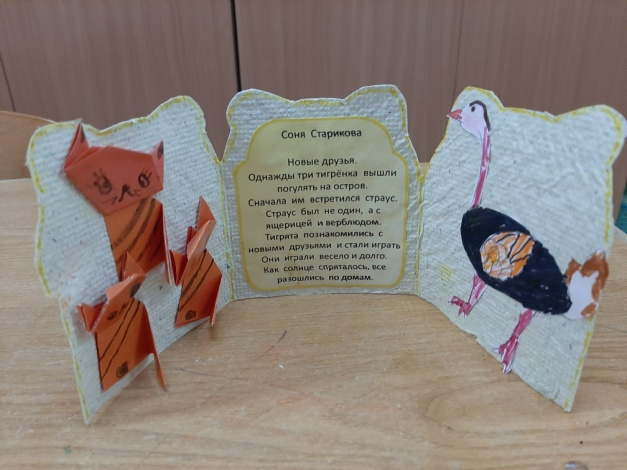 Соня Старикова
Новые друзья.
Однажды три тигрёнка вышли
погулять на остров.
Сначала им встретился страус.
Страус был не один, а с
ящерицей и верблюдом.
Тигрята познакомились с
новыми друзьями и стали играть
Они играли весело и долго.
Как солнце спряталось, все
разошлись по домам.